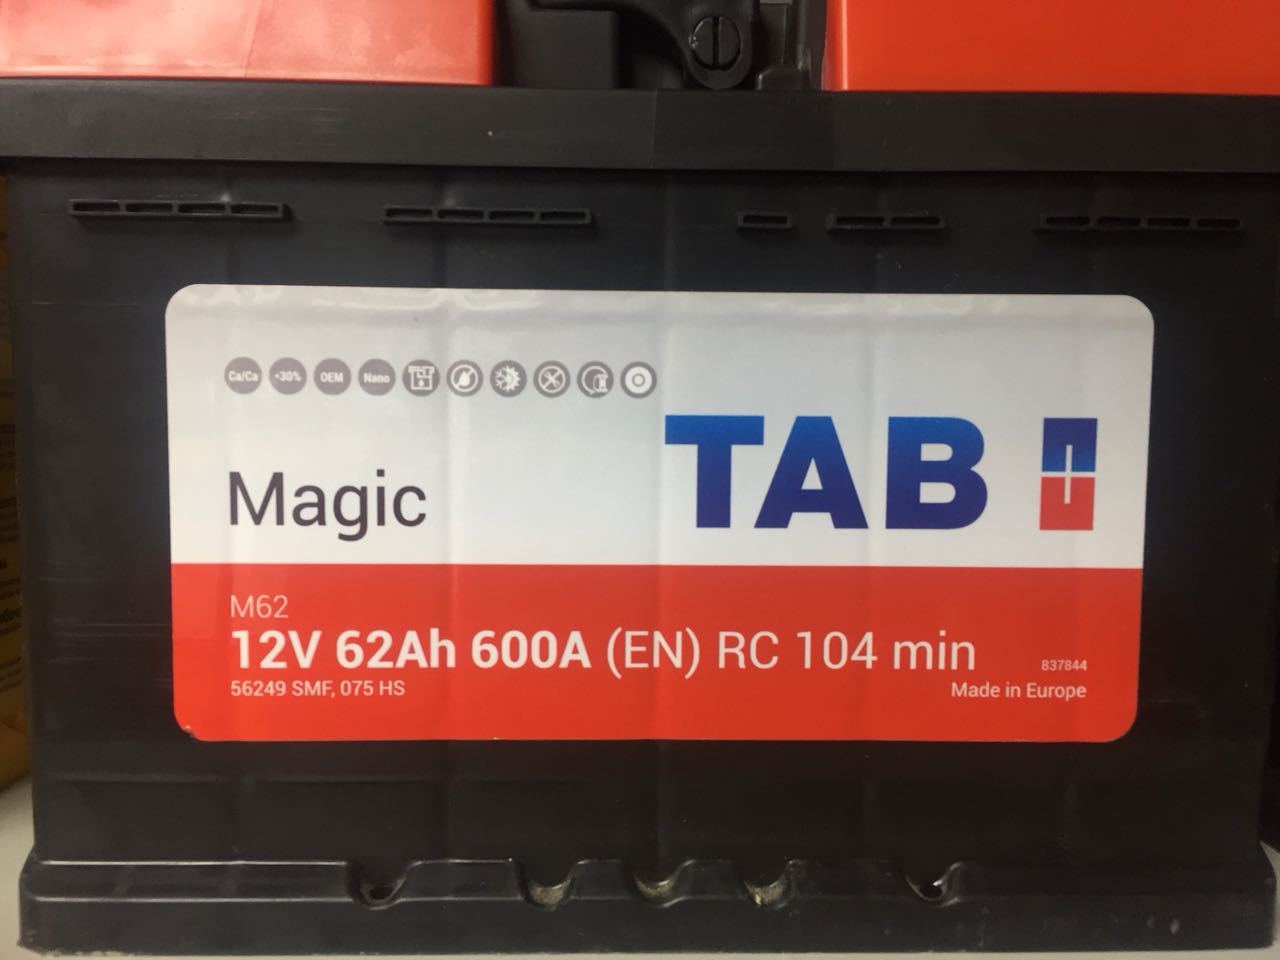 Ca/Ca +30% OEM Nano
Magic
TAB
M62
12V 62Ah 600A (EN) RC 104 min
56249 SMF, 075 HS
837844
Made in Europe